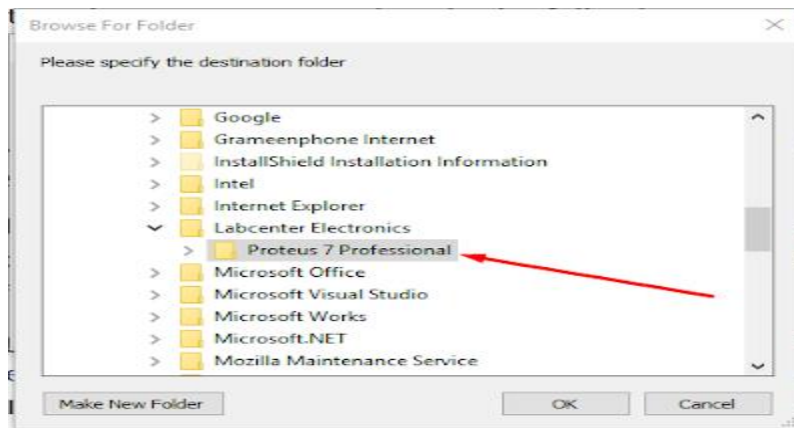 Browse For Folder
Please specify the destination folder
Google
Grameenphone Internet
InstallShield Installation Information
Intel
Internet Explorer
Labcenter Electronics
Proteus 7 Professional
Microsoft Office
Microsoft Visual Studio
Microsoft Works
Microsoft.NET
Mozilla Maintenance Service
Make New Folder OK Cancel